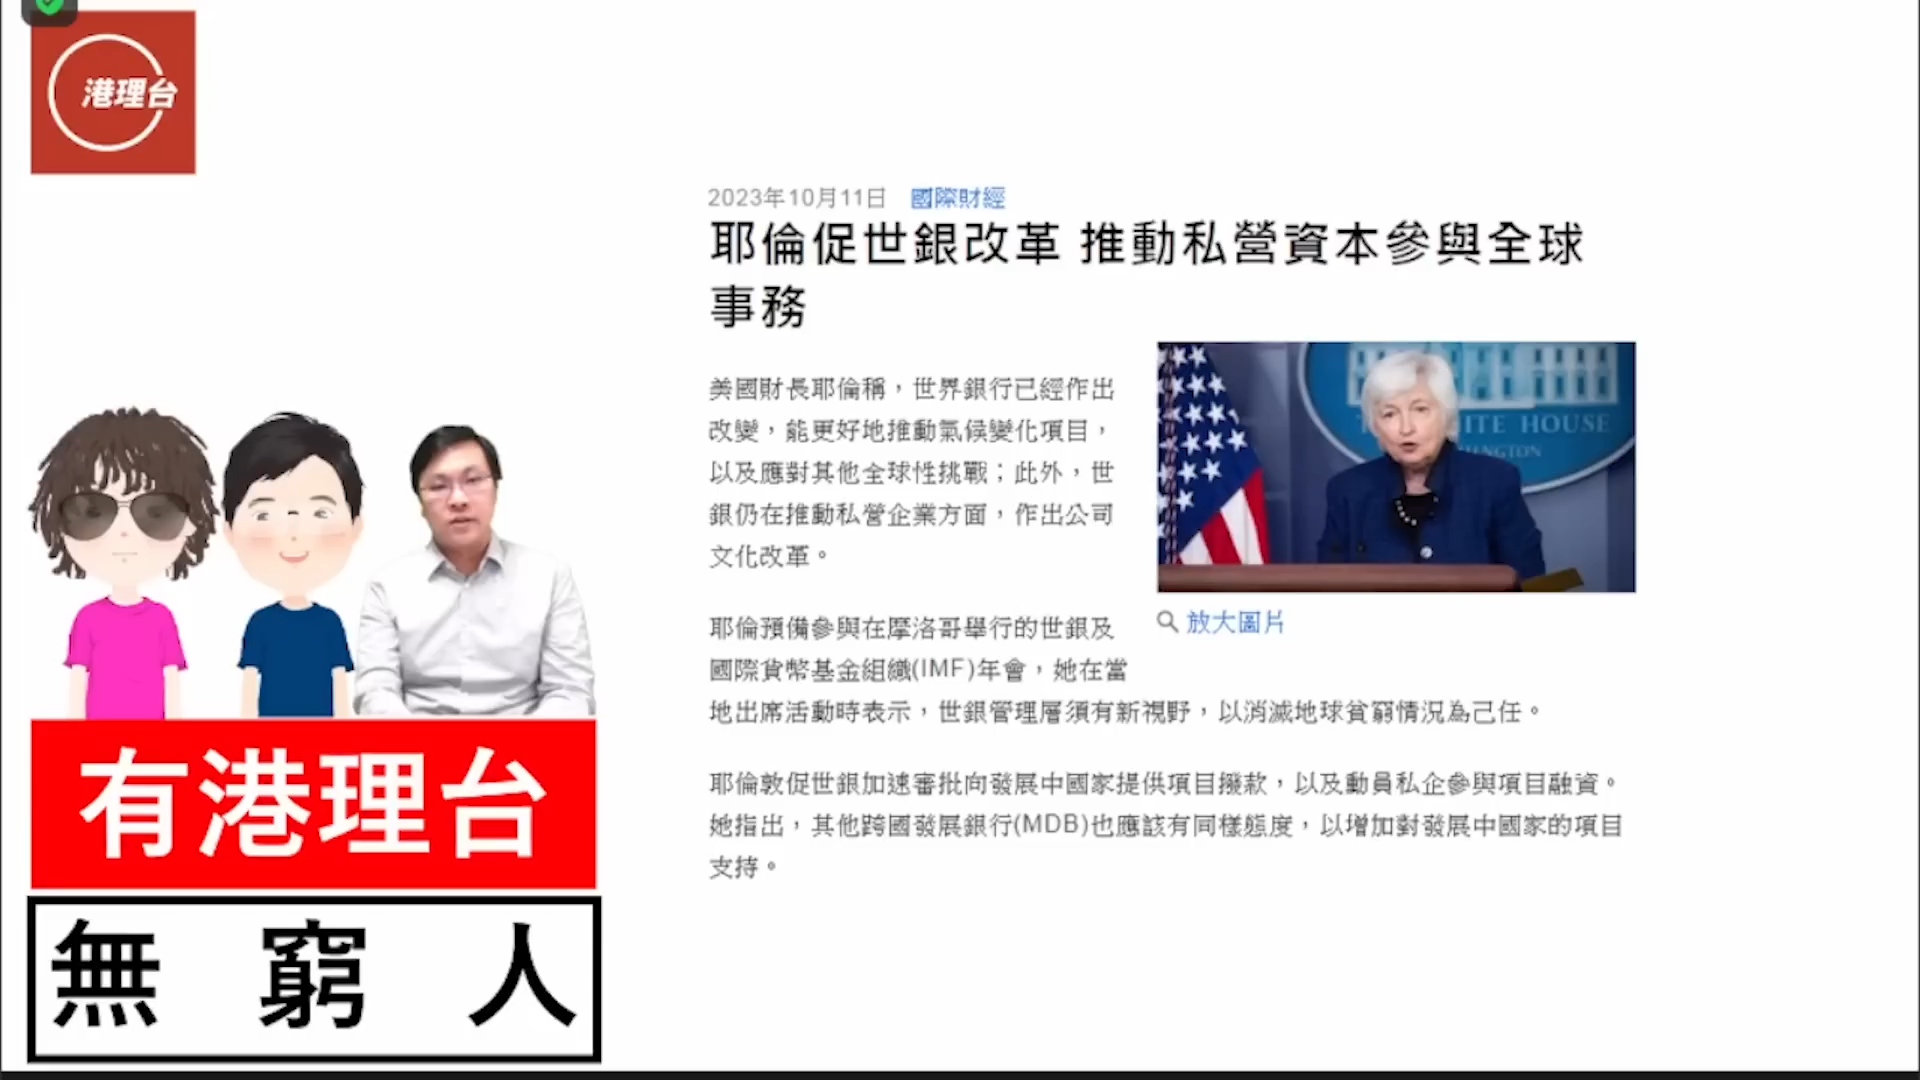 港理台
2023年10月11日 國際財經
耶倫促世銀改革 推動私營資本參與全球
事務
美國財長耶倫稱，世界銀行已經作出
改變，能更好地推動氣候變化項目，
以及應對其他全球性挑戰；此外，世
銀仍在推動私營企業方面，作出公司
文化改革。
THE WHITE HOUSE
WASHINGTON
放大圖片
耶倫預備參與在摩洛哥舉行的世銀及
國際貨幣基金組織(IMF)年會，她在當
地出席活動時表示，世銀管理層須有新視野，以消滅地球貧窮情況為己任。
耶倫敦促世銀加速審批向發展中國家提供項目撥款，以及動員私企參與項目融資。
她指出，其他跨國發展銀行(MDB)也應該有同樣態度，以增加對發展中國家的項目
支持。
有港理台
無窮人